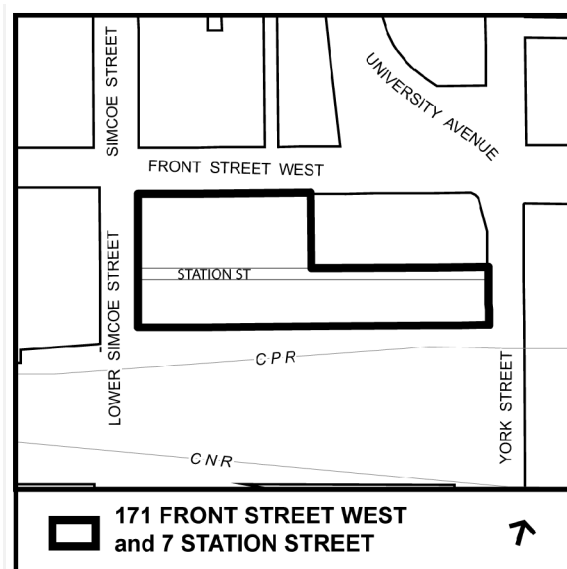 SIMCOE STREET
UNIVERSITY AVENUE
FRONT STREET WEST
STATION ST
LOWER SIMCOE STREET
CPR
YORK STREET
CNR
171 FRONT STREET WEST
and 7 STATION STREET